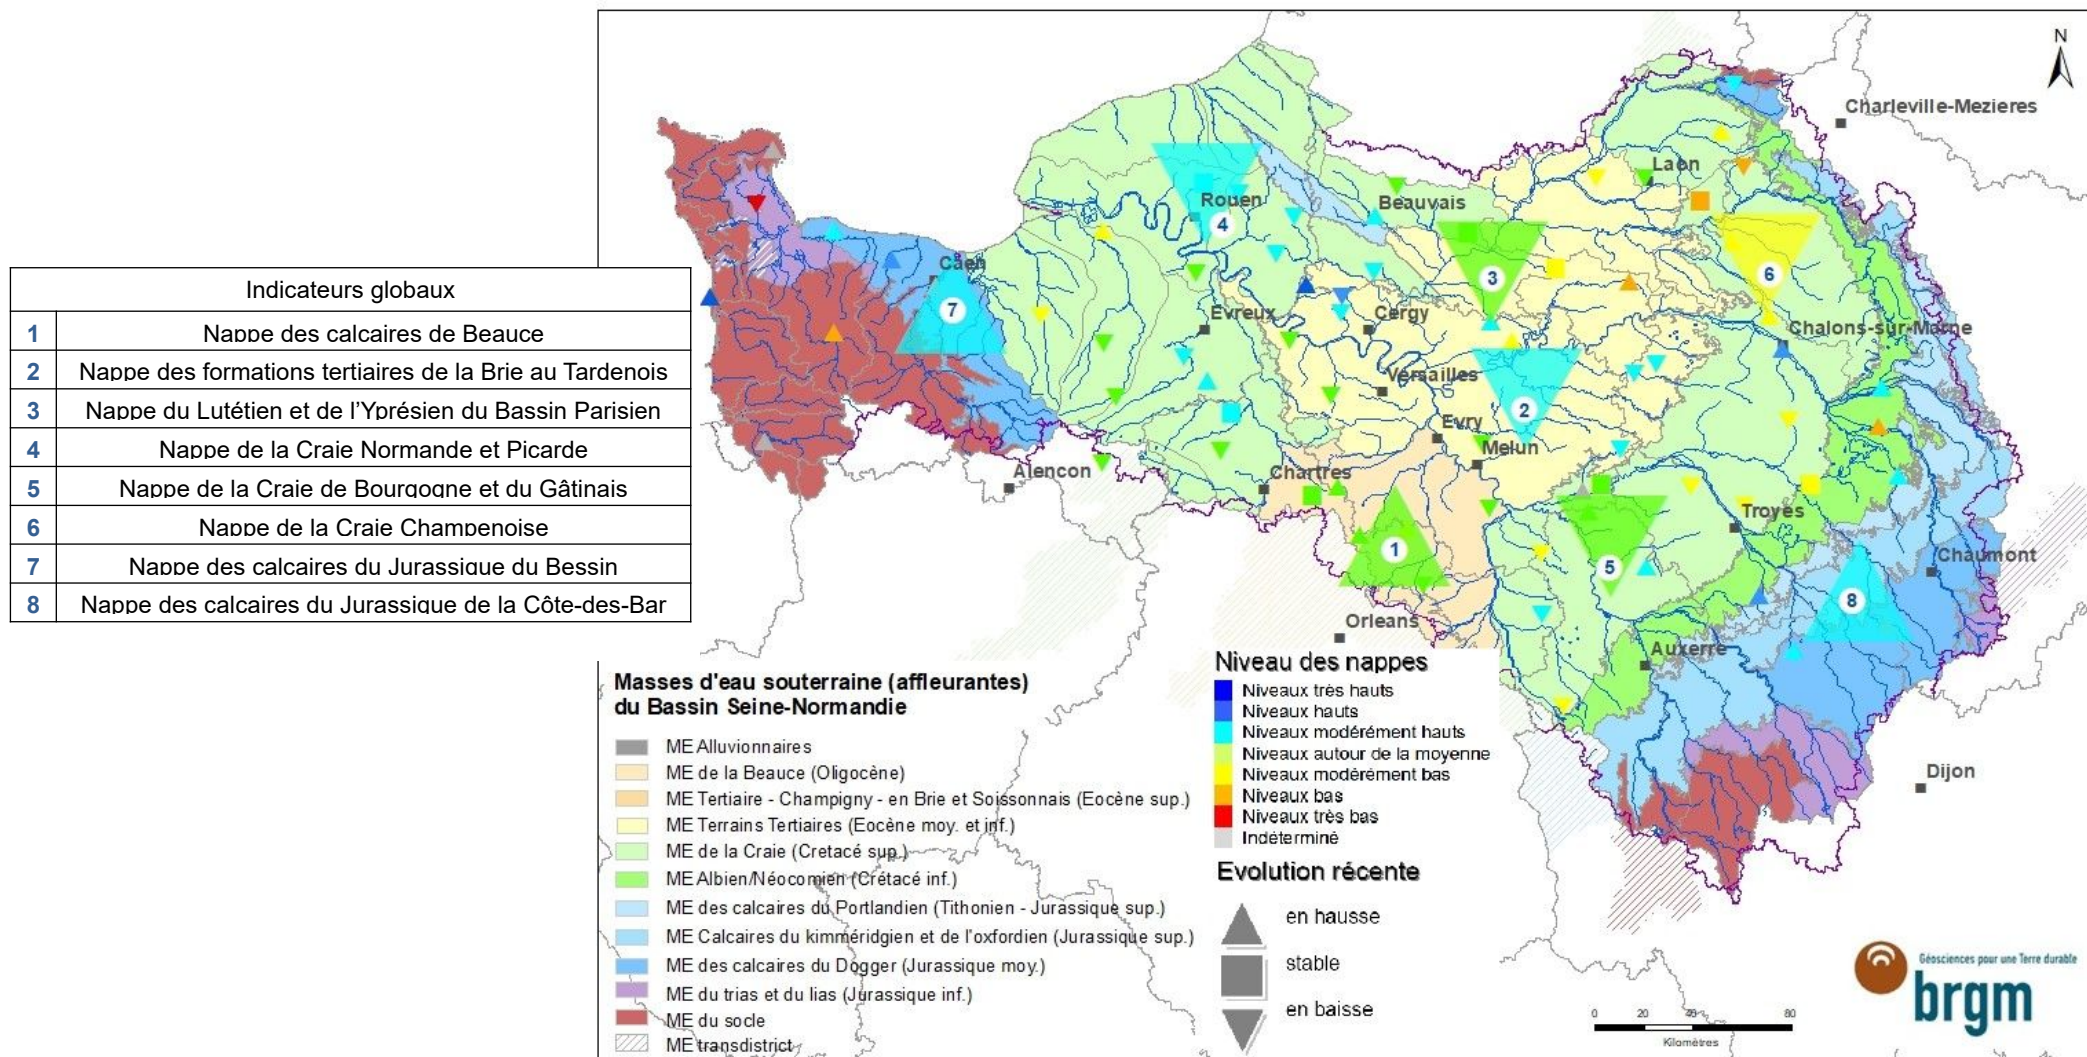 Indicateurs globaux
1 Nappe des calcaires de Beauce
2 Nappe des formations tertiaires de la Brie au Tardenois
3 Nappe du Lutétien et de l'Yprésien du Bassin Parisien
4 Nappe de la Craie Normande et Picarde
5 Nappe de la Craie de Bourgogne et du Gâtinais
6 Nappe de la Craie Champenoise
7 Nappe des calcaires du Jurassique du Bessin
8 Nappe des calcaires du Jurassique de la Côte-des-Bar
N
Charleville-Mezieres
Laon
Rouen
Beauvais
4
3
6
Caen
7
Evreux
Cergy
Chalons-sur-Marne
Versailles
2
Evry
Melun
Alencon
Chartres
Troyes
1
5
Chaumont
8
Orleans
Auxerre
Dijon
Masses d'eau souterraine (affleurantes)
du Bassin Seine-Normandie
ME Alluvionnaires
ME de la Beauce (Oligocène)
ME Tertiaire - Champigny - en Brie et Soissonnais (Eocène sup.)
ME Terrains Tertiaires (Eocène moy. et inf.)
ME de la Craie (Cretacé sup.)
ME Albien/Néocomien (Crétacé inf.)
ME des calcaires du Portlandien (Tithonien - Jurassique sup.)
ME Calcaires du kimméridgien et de l'oxfordien (Jurassique sup.)
ME des calcaires du Dogger (Jurassique moy.)
ME du trias et du lias (Jurassique inf.)
ME du socle
ME transdistrict
Niveau des nappes
Niveaux très hauts
Niveaux hauts
Niveaux modérément hauts
Niveaux autour de la moyenne
Niveaux modérément bas
Niveaux bas
Niveaux très bas
Indéterminé
Evolution récente
en hausse
stable
en baisse
0 20 40 80
Kilomètres
Géosciences pour une Terre durable
brgm